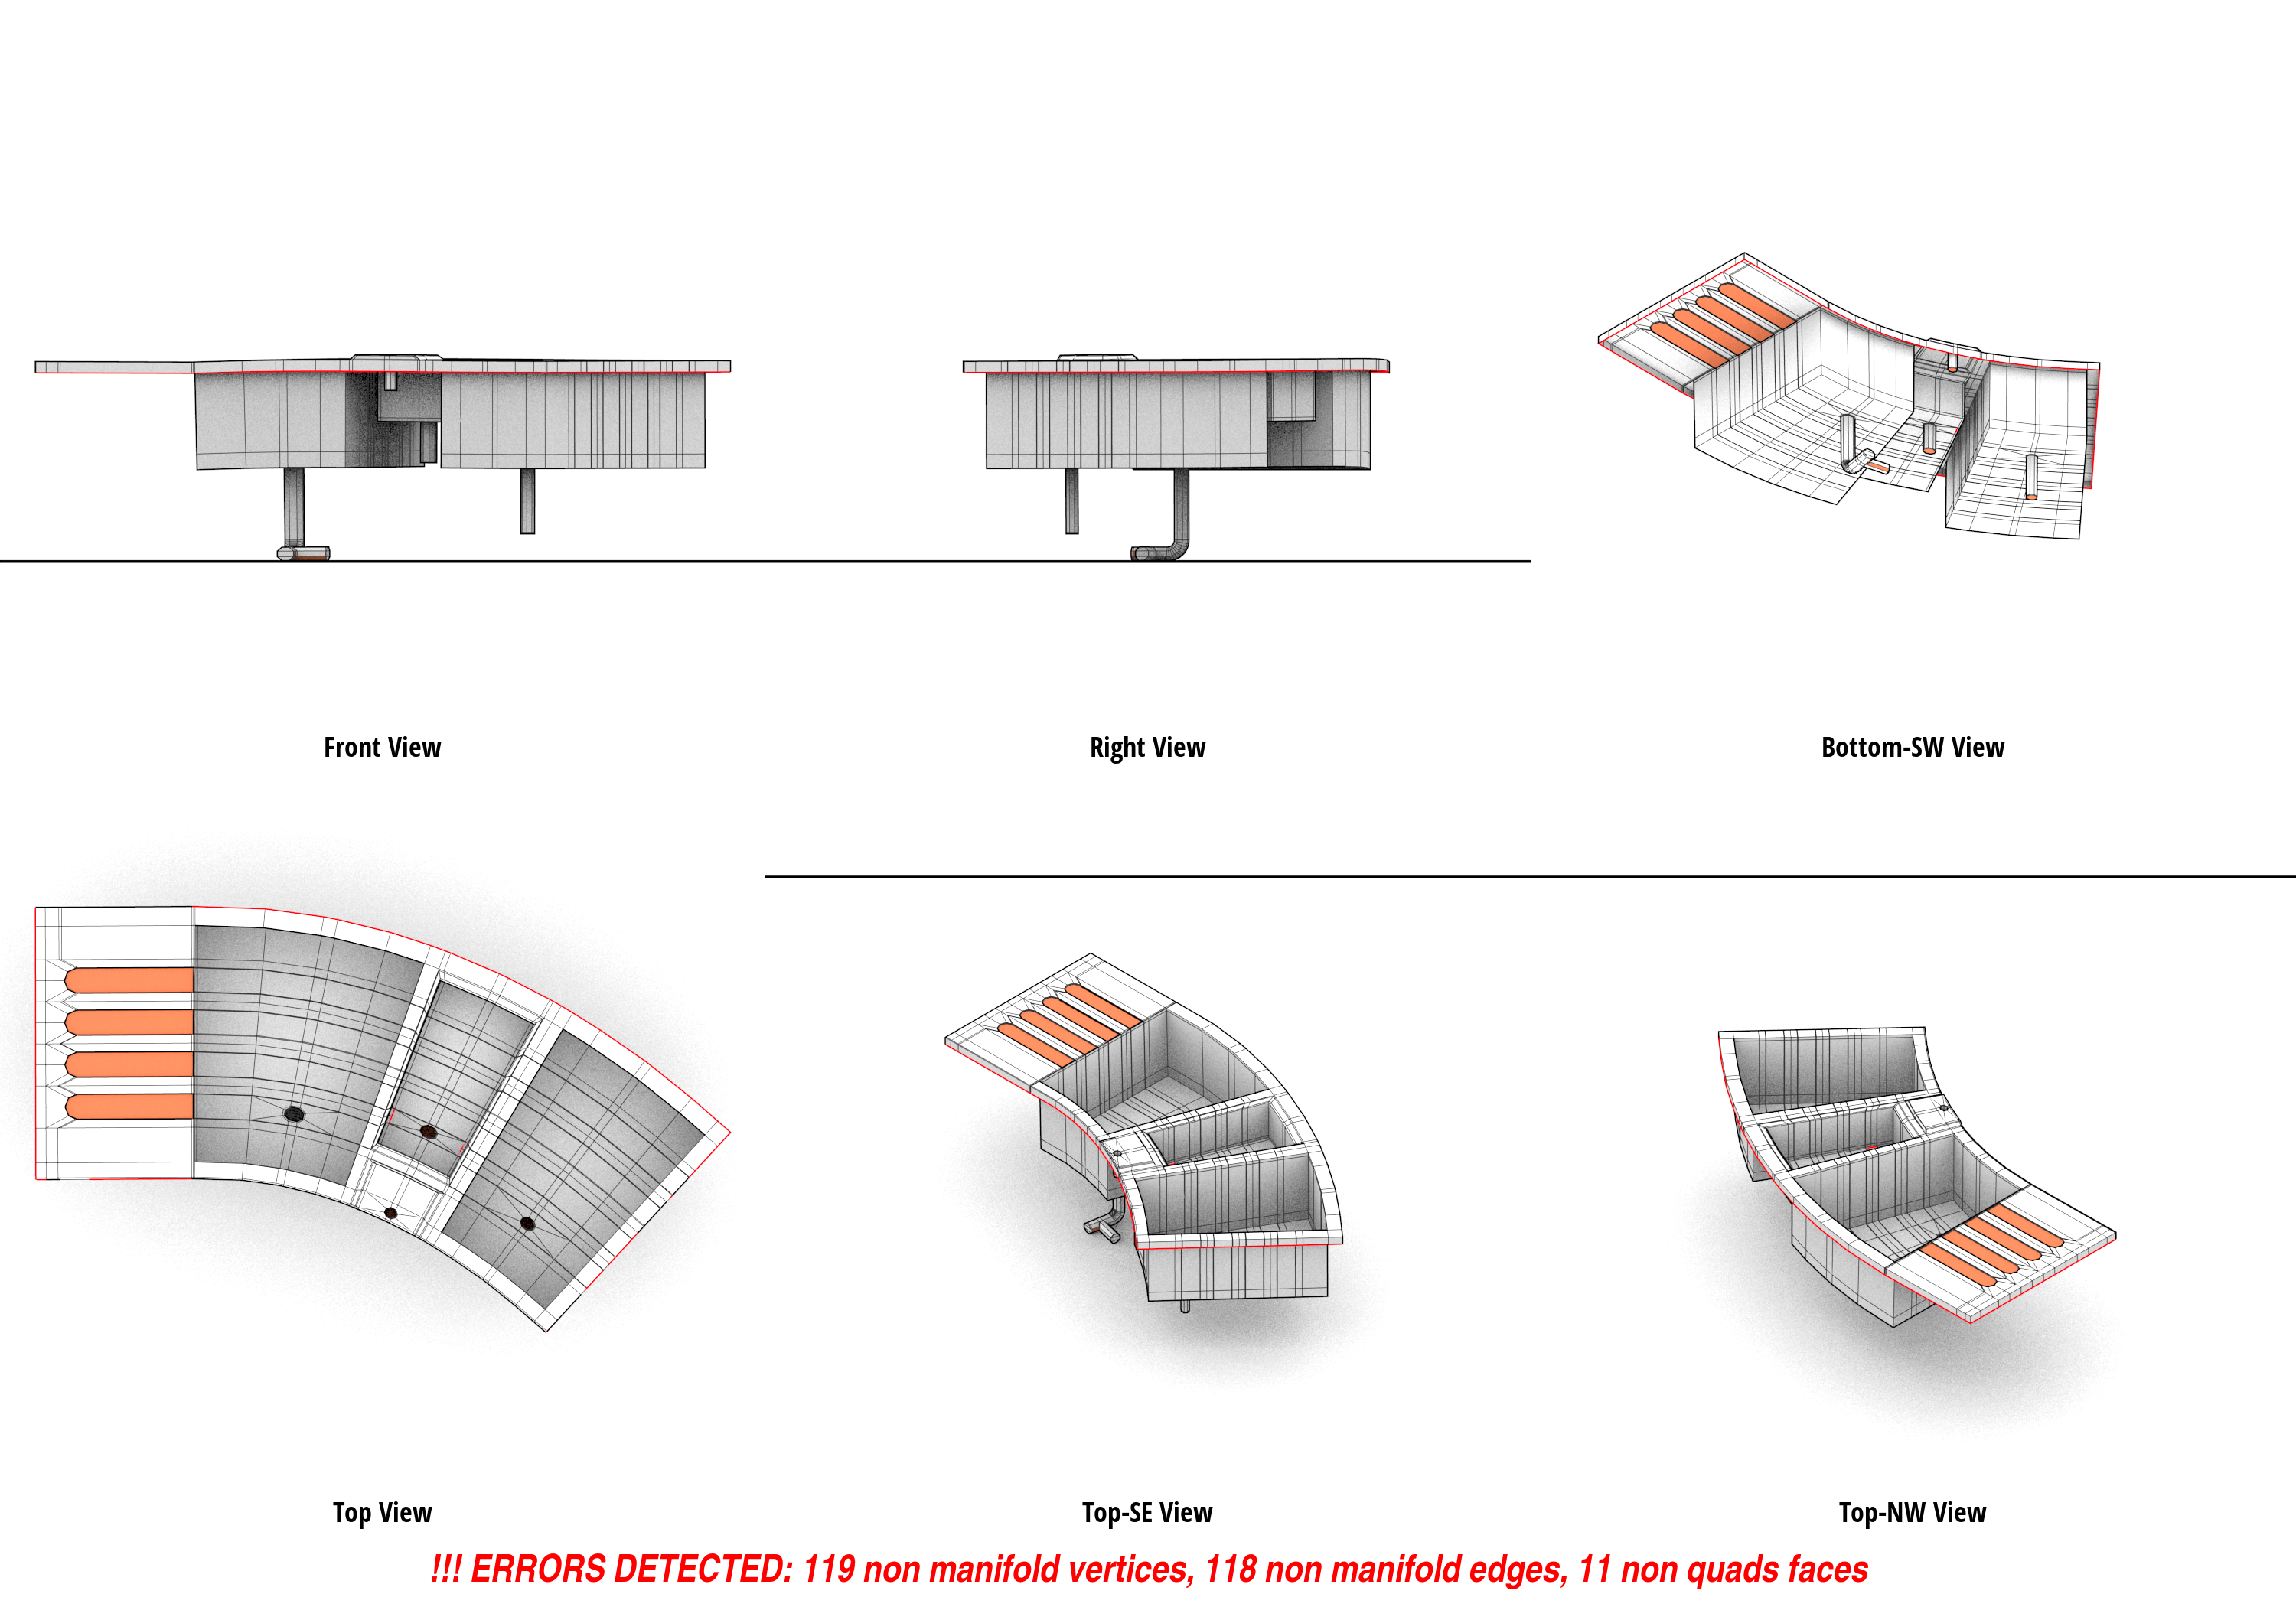 Front View
Right View
Bottom-SW View
Top View
Top-SE View
Top-NW View
!!! ERRORS DETECTED: 119 non manifold vertices, 118 non manifold edges, 11 non quads faces